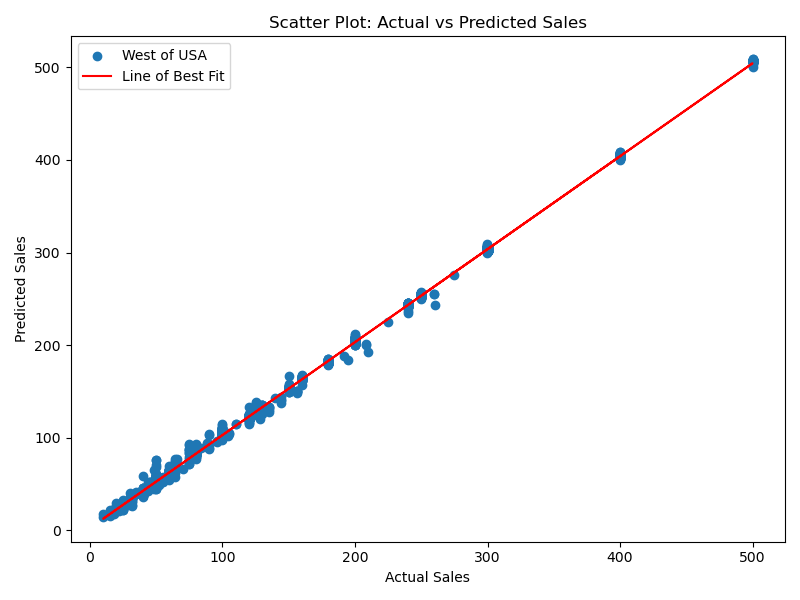 Scatter Plot: Actual vs Predicted Sales
West of USA
Line of Best Fit
Predicted Sales
500
400
300
200
100
0
0 100 200 300 400 500
Actual Sales